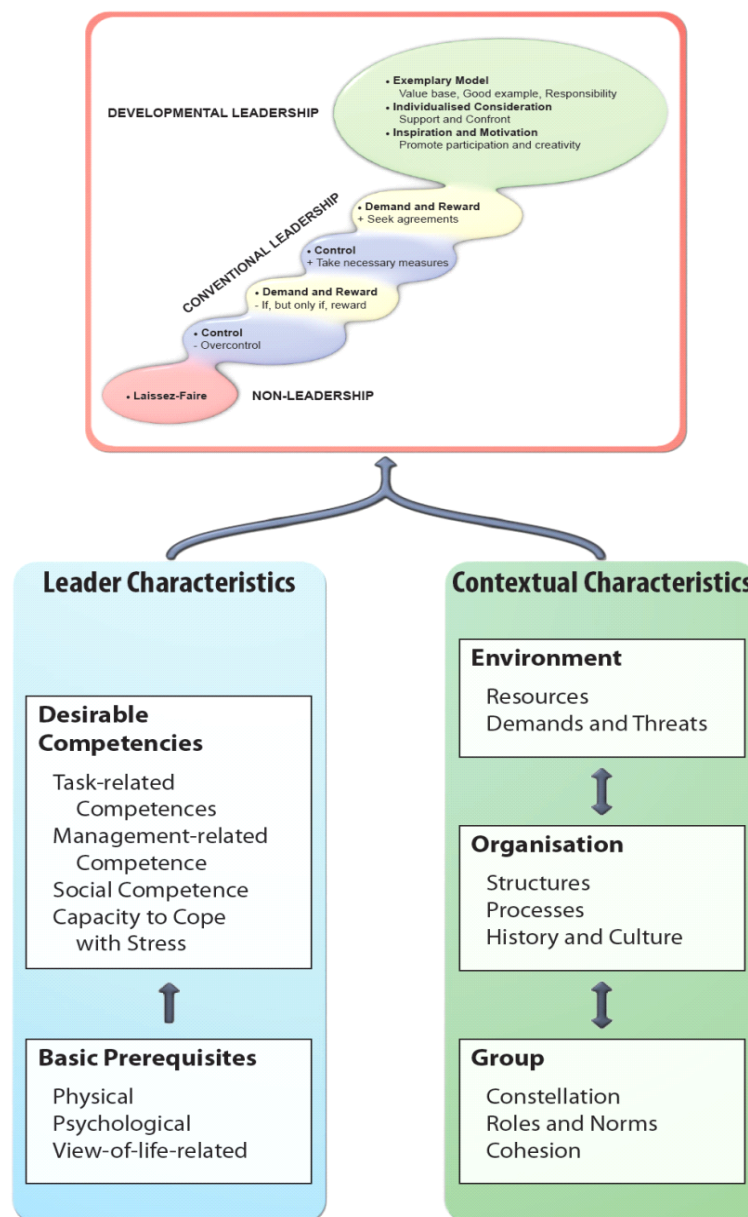 • Exemplary Model
Value base, Good example, Responsibility
• Individualised Consideration
Support and Confront
• Inspiration and Motivation
Promote participation and creativity
DEVELOPMENTAL LEADERSHIP
• Demand and Reward
+ Seek agreements
CONVENTIONAL LEADERSHIP
• Control
+ Take necessary measures
• Demand and Reward
- If, but only if, reward
• Control
- Overcontrol
• Laissez-Faire
NON-LEADERSHIP
Leader Characteristics
Desirable
Competencies
Task-related
Competences
Management-related
Competence
Social Competence
Capacity to Cope
with Stress
Basic Prerequisites
Physical
Psychological
View-of-life-related
Contextual Characteristics
Environment
Resources
Demands and Threats
Organisation
Structures
Processes
History and Culture
Group
Constellation
Roles and Norms
Cohesion